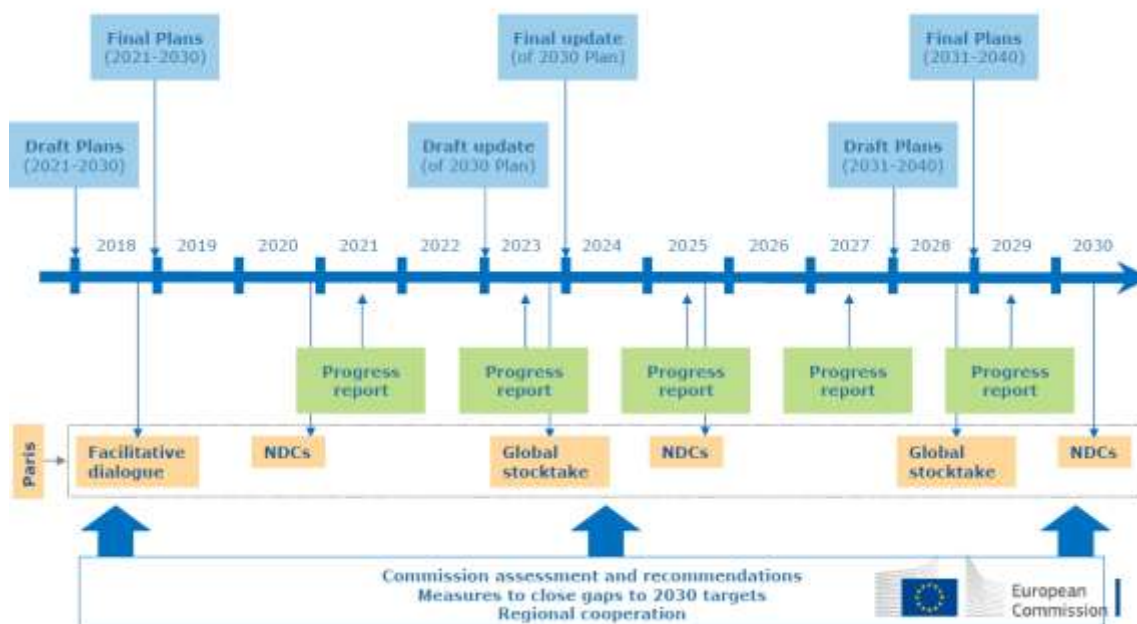 Final Plans
(2021-2030)
Final update
(of 2030 Plan)
Final Plans
(2031-2040)
Draft Plans
(2021-2030)
Draft update
(of 2030 Plan)
Draft Plans
(2031-2040)
2018 2019 2020 2021 2022 2023 2024 2025 2026 2027 2028 2029 2030
Progress
report
Progress
report
Progress
report
Progress
report
Progress
report
Paris
Facilitative
dialogue
NDCs
Global
stocktake
NDCs
Global
stocktake
NDCs
Commission assessment and recommendations
Measures to close gaps to 2030 targets
Regional cooperation
European
Commission